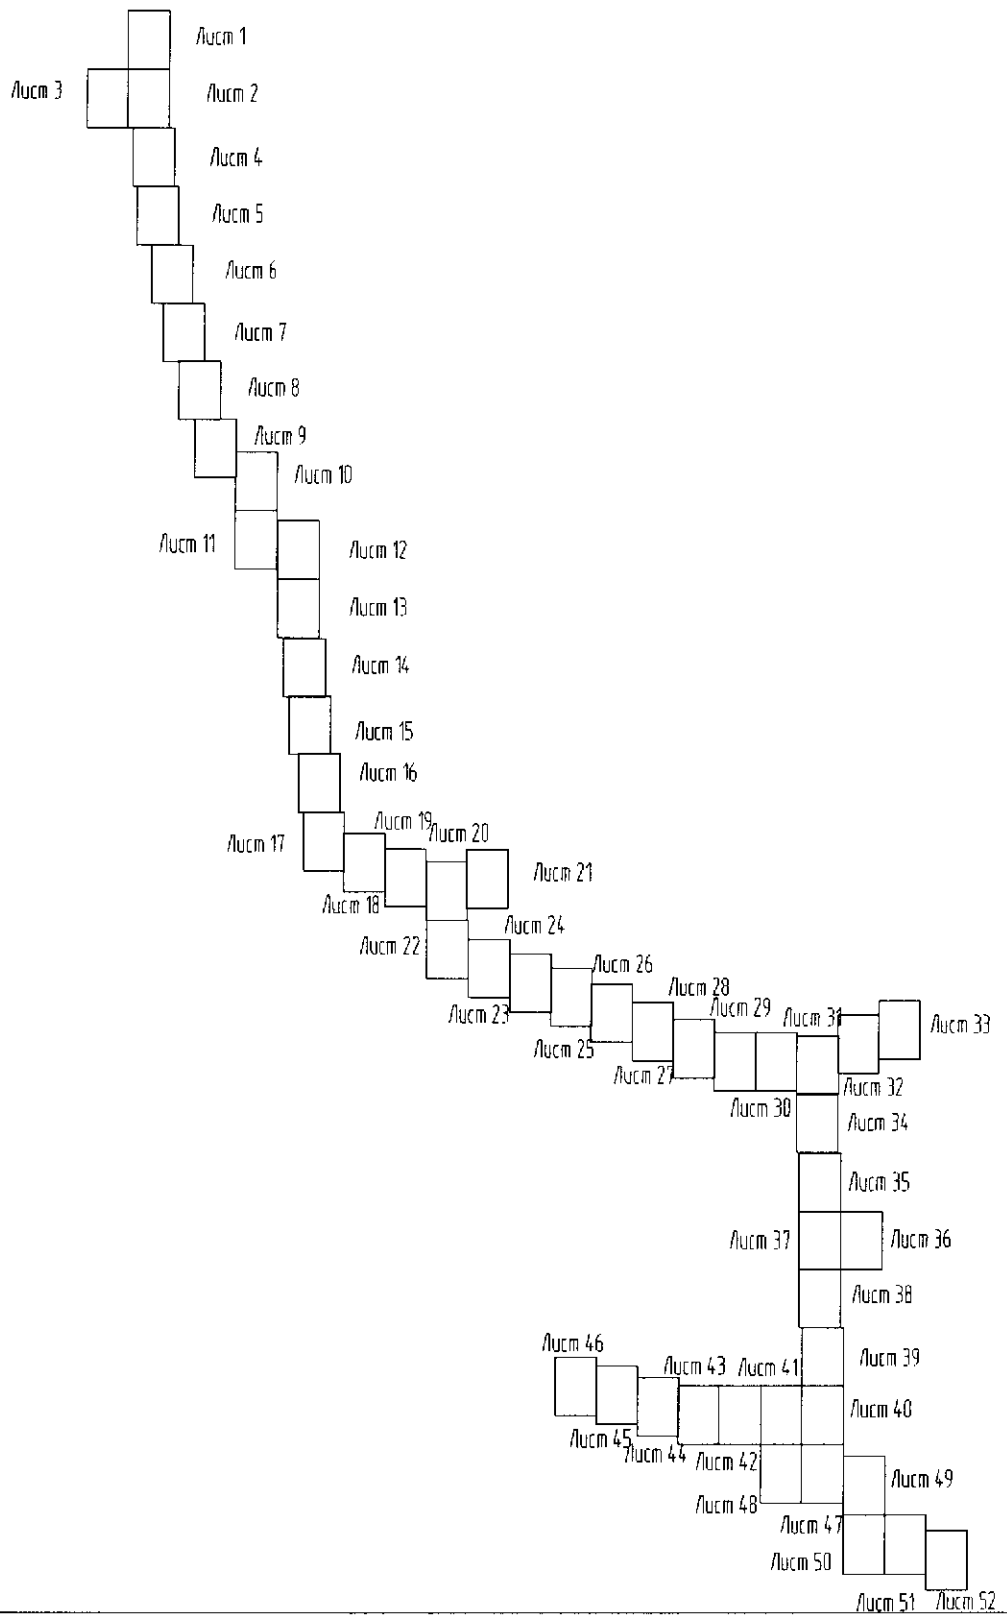 Лист 1
Лист 3
Лист 2
Лист 4
Лист 5
Лист 6
Лист 7
Лист 8
Лист 9
Лист 10
Лист 11
Лист 12
Лист 13
Лист 14
Лист 15
Лист 16
Лист 17
Лист 19
Лист 20
Лист 21
Лист 18
Лист 22
Лист 24
Лист 26
Лист 23
Лист 28
Лист 25
Лист 29
Лист 31
Лист 33
Лист 27
Лист 32
Лист 30
Лист 34
Лист 35
Лист 37
Лист 36
Лист 38
Лист 46
Лист 39
Лист 43
Лист 41
Лист 40
Лист 45
Лист 44
Лист 42
Лист 49
Лист 48
Лист 47
Лист 50
Лист 51
Лист 52